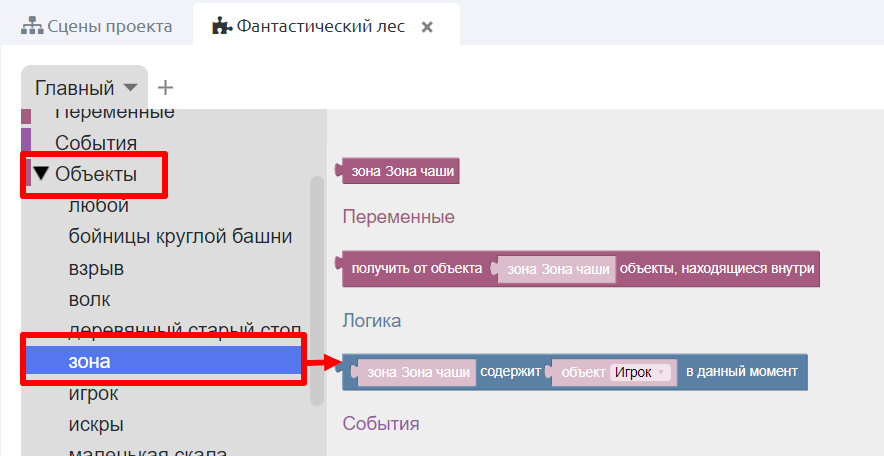 Сцены проекта
Фантастический лес
Главный
Переменные
События
Объекты
любой
бойницы круглой башни
взрыв
волк
деревянный старый стол
зона
игрок
искры
маленькая скала
зона Зона чаши
Переменные
получить от объекта зона Зона чаши объекты, находящиеся внутри
Логика
зона Зона чаши содержит объект Игрок в данный момент
События